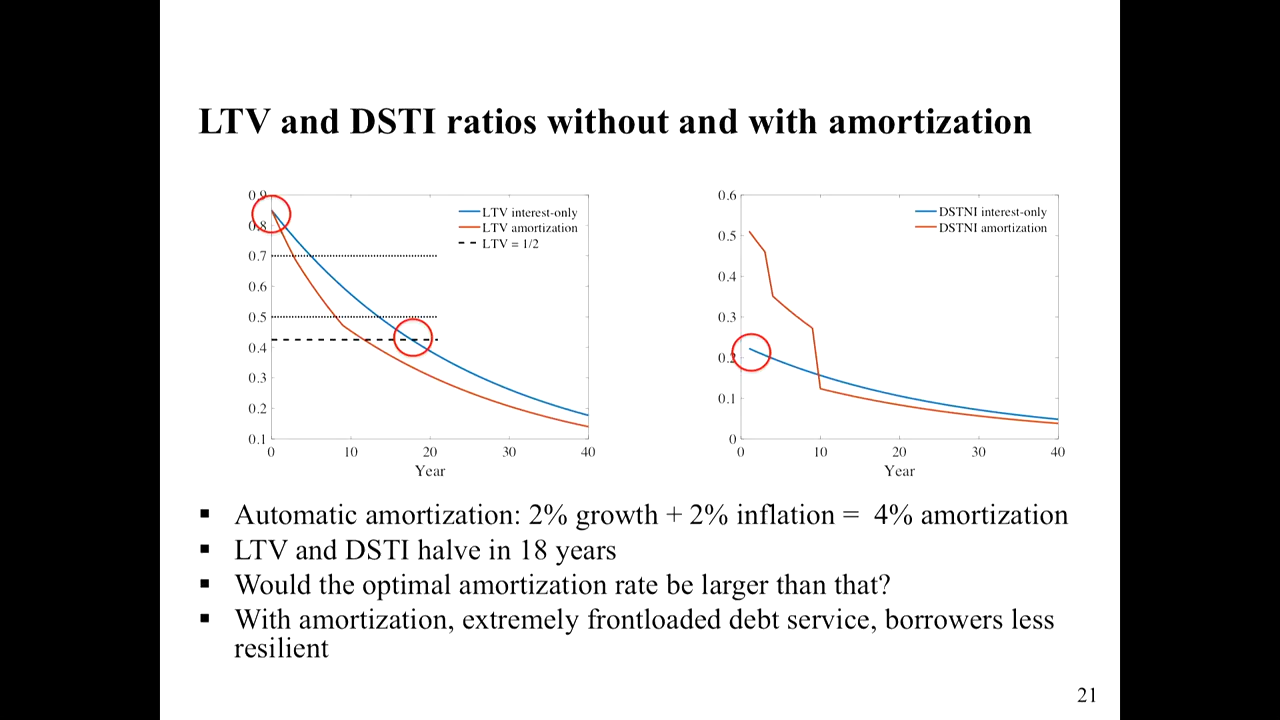 LTV and DSTI ratios without and with amortization
0.9
0.8
0.7
0.6
0.5
0.4
0.3
0.2
0.1
0 10 20 30 40
Year
LTV interest-only
LTV amortization
LTV = 1/2
0.6
0.5
0.4
0.3
0.2
0.1
0
0 10 20 30 40
Year
DSTNI interest-only
DSTNI amortization
▪ Automatic amortization: 2% growth + 2% inflation = 4% amortization
▪ LTV and DSTI halve in 18 years
▪ Would the optimal amortization rate be larger than that?
▪ With amortization, extremely frontloaded debt service, borrowers less
resilient
21